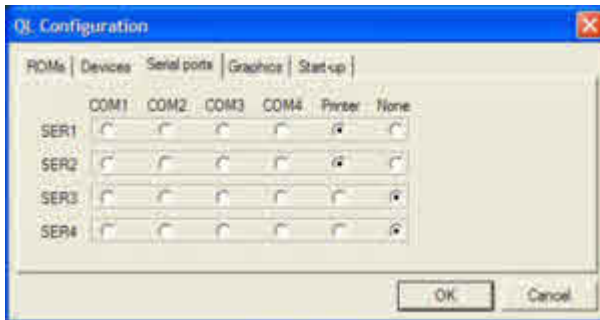 QL Configuration
ROMs Devices Serial ports Graphics Start-up
COM1 COM2 COM3 COM4 Printer None
SER1
SER2
SER3
SER4
OK Cancel